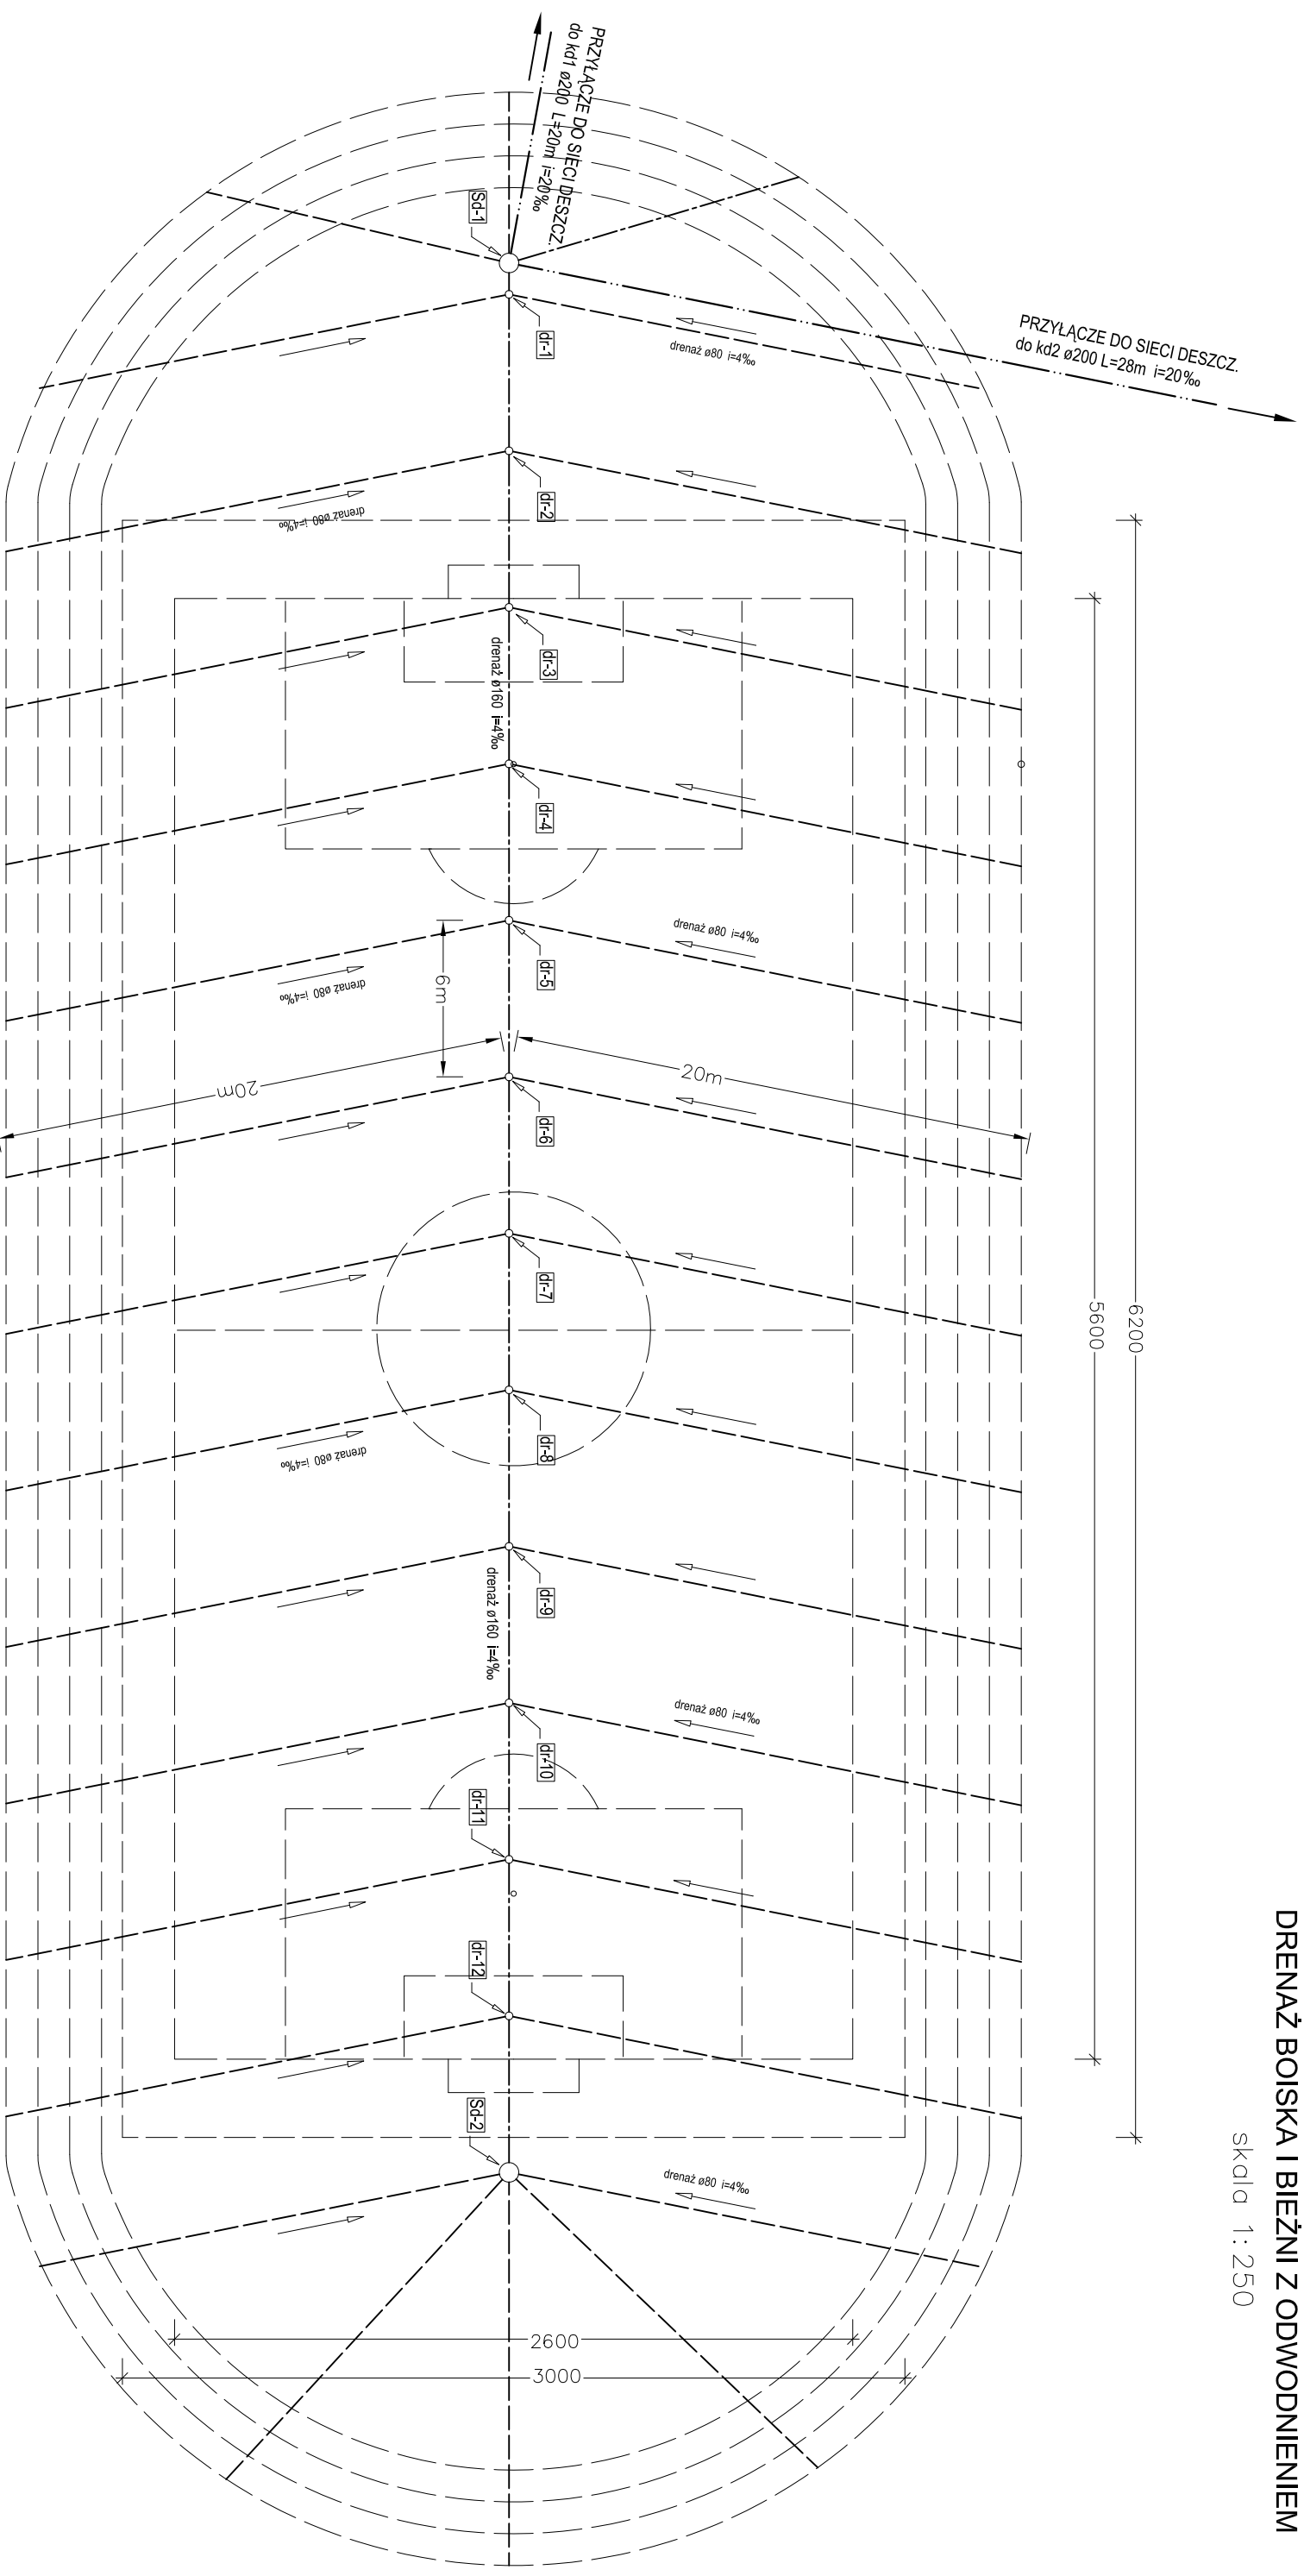 DRENAŻ BOISKA I BIEŻNI Z ODWODNIENIEM
skala 1:250
PRZYŁĄCZE DO SIECI DESZCZ.
do kd1 ø200 L=20m i=20‰
PRZYŁĄCZE DO SIECI DESZCZ.
do kd2 ø200 L=28m i=20‰
Sd-1
dr-1
drenaż ø80 i=4‰
dr-2
drenaż ø80 i=4‰
dr-3
drenaż ø160 i=4‰
dr-4
drenaż ø80 i=4‰
dr-5
drenaż ø80 i=4‰
6m
20m
20m
dr-6
dr-7
6200
5600
dr-8
drenaż ø80 i=4‰
dr-9
drenaż ø160 i=4‰
drenaż ø80 i=4‰
dr-10
dr-11
dr-12
Sd-2
drenaż ø80 i=4‰
2600
3000